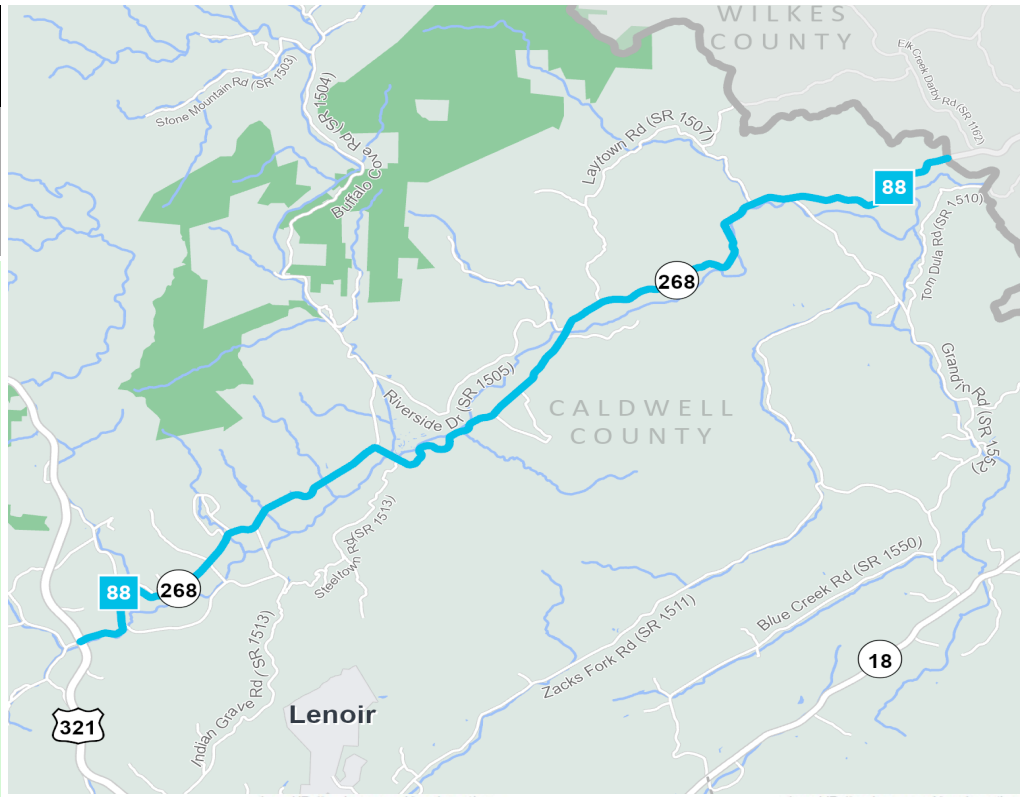 WILKES
COUNTY
Elk Creek Darby Rd (SR 1162)
Stone Mountain Rd (SR 1503)
Buffalo Cove Rd (SR 1504)
Laytown Rd (SR 1507)
88
Tom Dula Rd (SR 1510)
268
Grandin Rd (SR 1552)
Riverside Dr (SR 1505)
CALDWELL
COUNTY
Steeltown Rd (SR 1513)
88
268
Blue Creek Rd (SR 1550)
Zacks Fork Rd (SR 1511)
Indian Grave Rd (SR 1513)
18
Lenoir
321